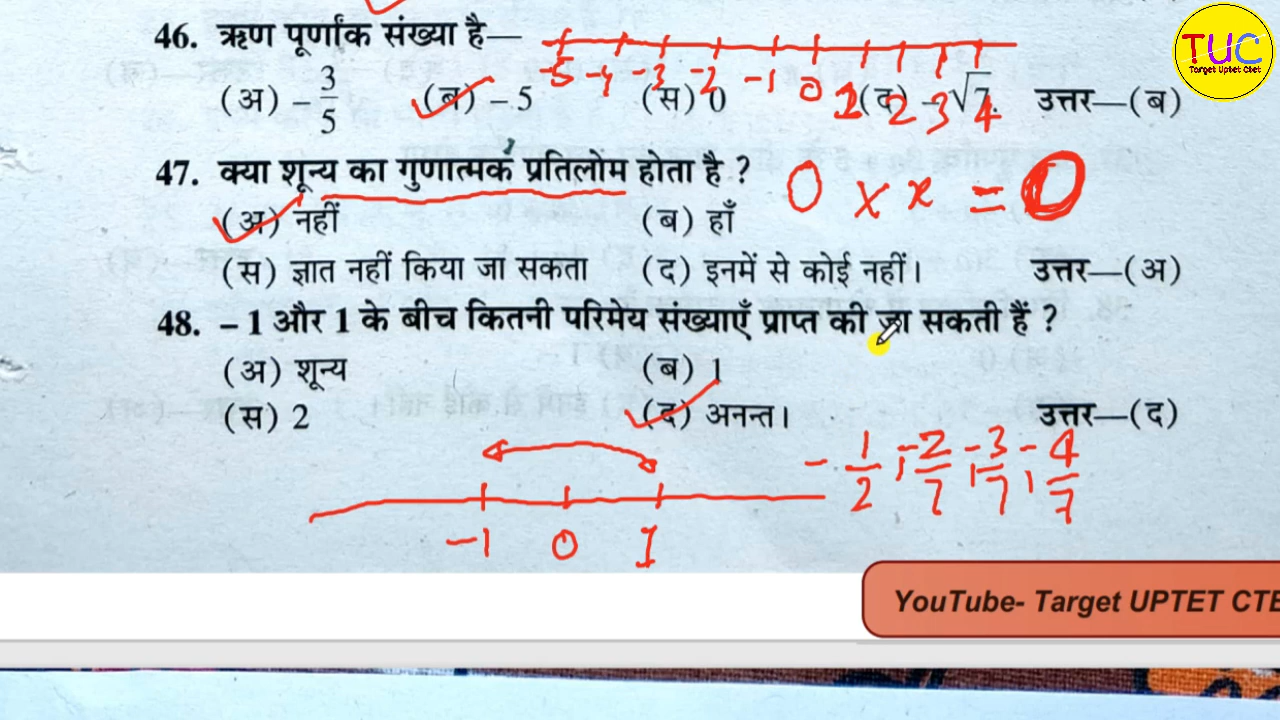 TUC
Target Uptet Ctet
46. ऋण पूर्णांक संख्या है—
-5 -4 -3 -2 -1 0 1 2 3 4
(अ) – 3/5 (ब) – 5 (स) 0 (द) – √7. उत्तर—(ब)
47. क्या शून्य का गुणात्मक प्रतिलोम होता है ?
0 × x = 0
(अ) नहीं (ब) हाँ
(स) ज्ञात नहीं किया जा सकता (द) इनमें से कोई नहीं। उत्तर—(अ)
48. – 1 और 1 के बीच कितनी परिमेय संख्याएँ प्राप्त की जा सकती हैं ?
(अ) शून्य (ब) 1
(स) 2 (द) अनन्त। उत्तर—(द)
- 1/2, -2/7, -3/7, -4/7
-1 0 1
YouTube- Target UPTET CTE